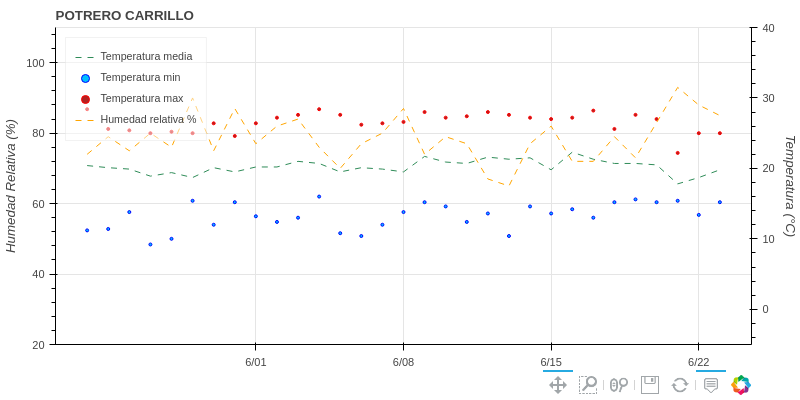 POTRERO CARRILLO
Temperatura media
Temperatura min
Temperatura max
Humedad relativa %
Humedad Relativa (%)
100
80
60
40
20
Temperatura (°C)
40
30
20
10
0
6/01
6/08
6/15
6/22